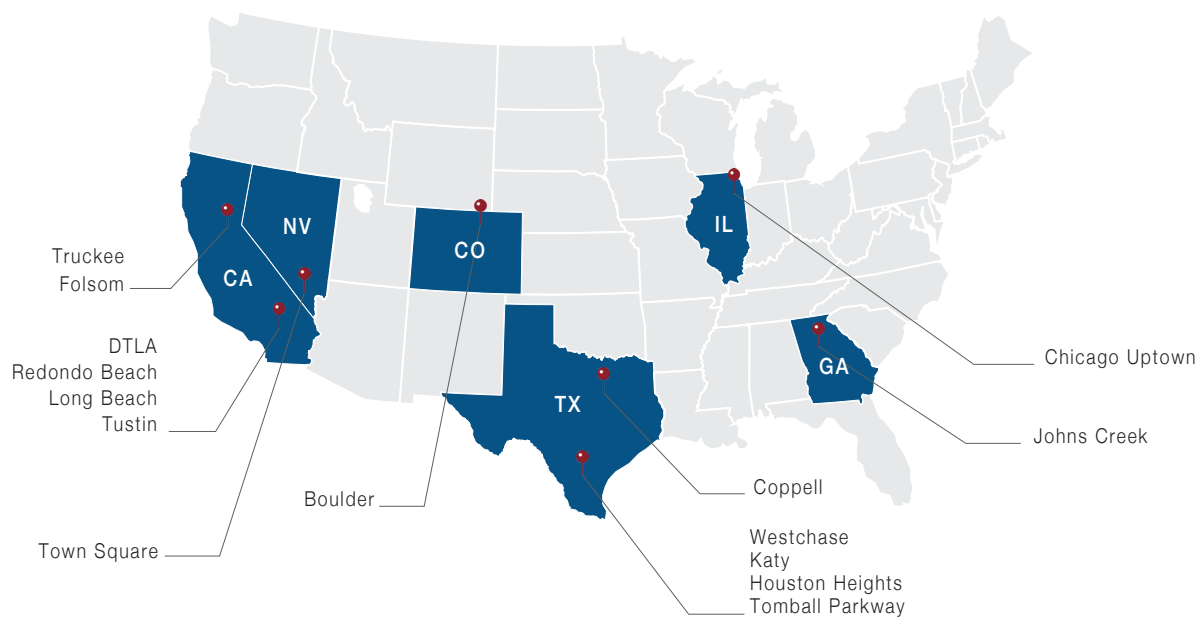 NV
CA
CO
IL
TX
GA
Truckee
Folsom
DTLA
Redondo Beach
Long Beach
Tustin
Town Square
Boulder
Chicago Uptown
Johns Creek
Coppell
Westchase
Katy
Houston Heights
Tomball Parkway